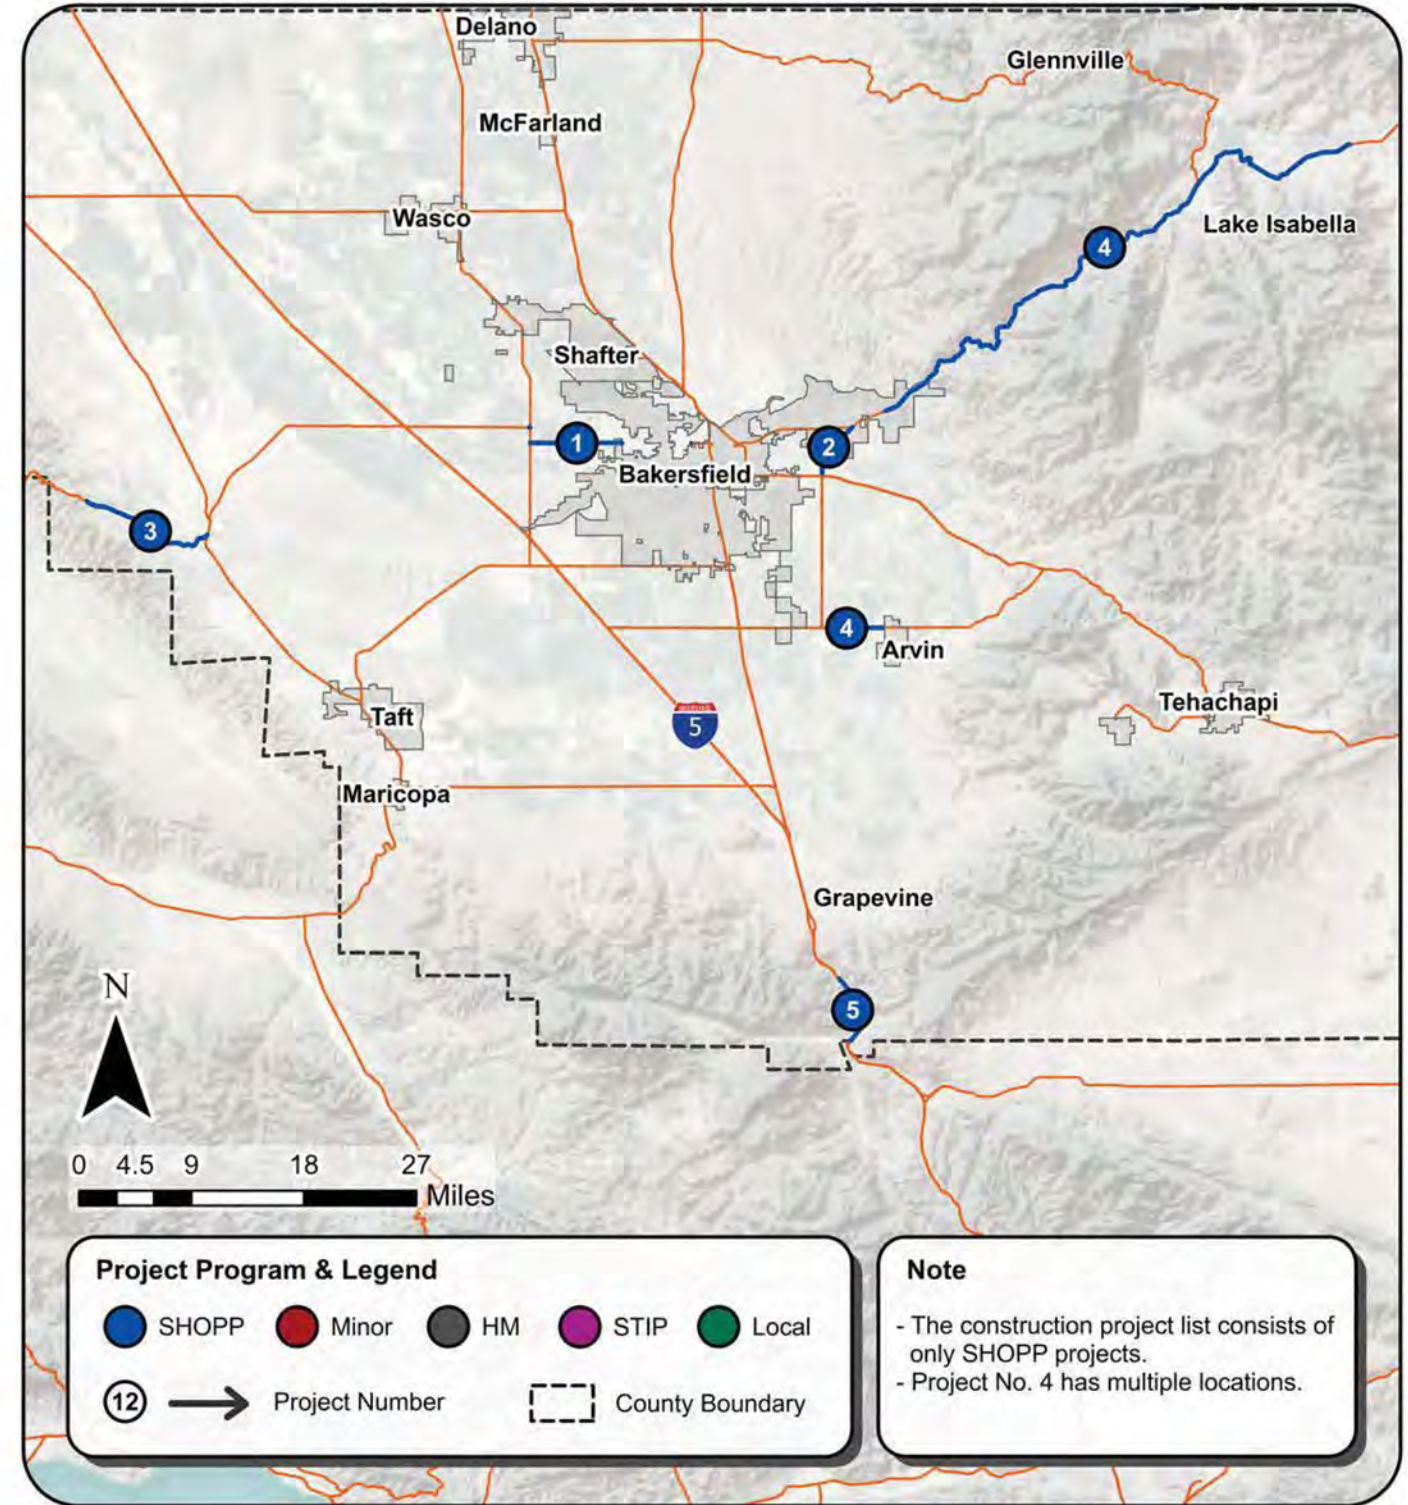 Delano
Glennville
McFarland
Wasco
Lake Isabella
4
Shafter
1
2
Bakersfield
3
4
Arvin
Tehachapi
Taft
5
Maricopa
Grapevine
N
5
0 4.5 9 18 27
Miles
Project Program & Legend
SHOPP Minor HM STIP Local
12 Project Number County Boundary
Note
- The construction project list consists of
only SHOPP projects.
- Project No. 4 has multiple locations.